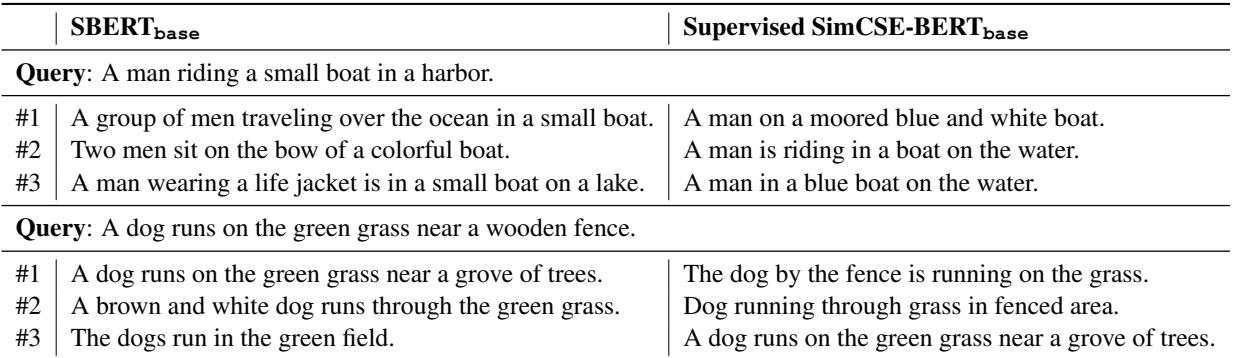 SBERTbase Supervised SimCSE-BERTbase
Query: A man riding a small boat in a harbor.
#1 A group of men traveling over the ocean in a small boat. A man on a moored blue and white boat.
#2 Two men sit on the bow of a colorful boat. A man is riding in a boat on the water.
#3 A man wearing a life jacket is in a small boat on a lake. A man in a blue boat on the water.
Query: A dog runs on the green grass near a wooden fence.
#1 A dog runs on the green grass near a grove of trees. The dog by the fence is running on the grass.
#2 A brown and white dog runs through the green grass. Dog running through grass in fenced area.
#3 The dogs run in the green field. A dog runs on the green grass near a grove of trees.